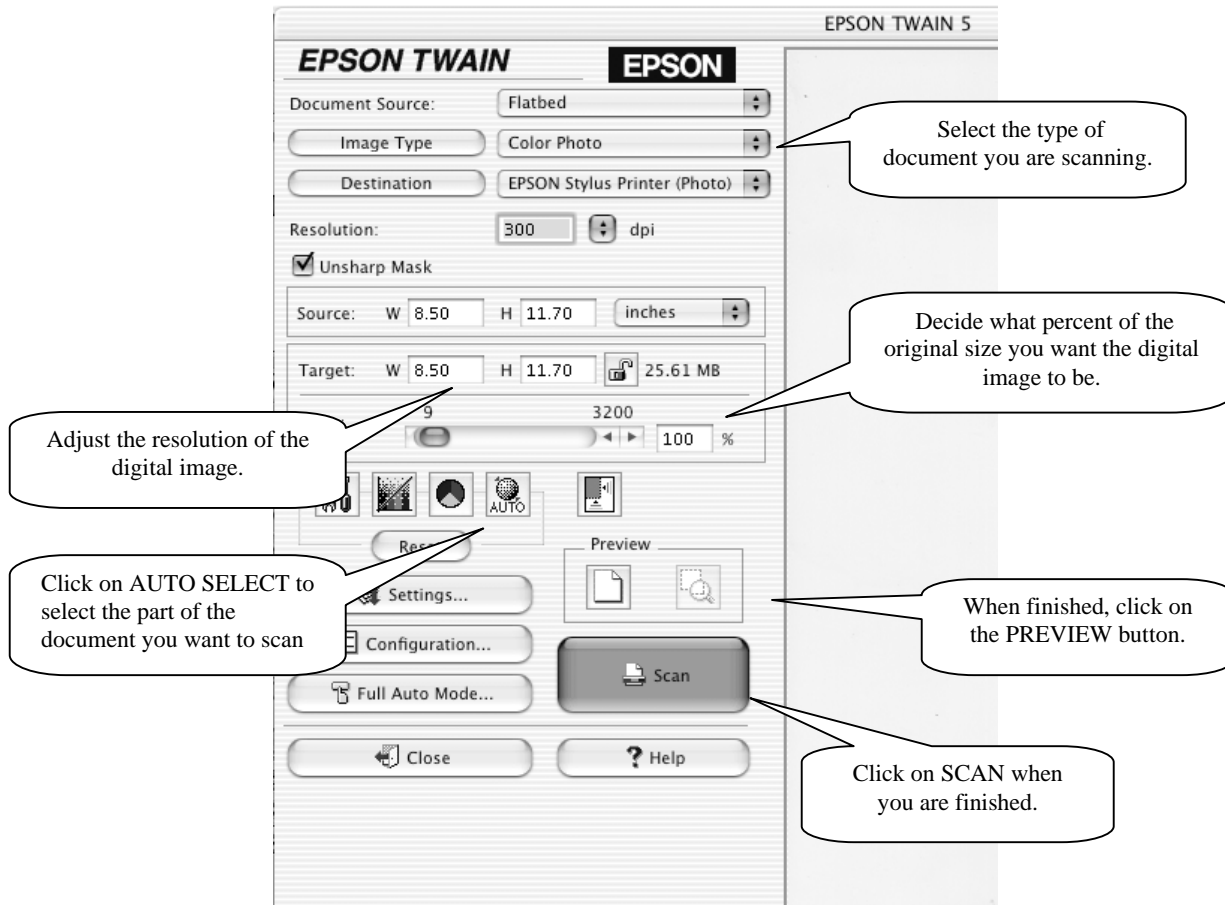 EPSON TWAIN 5
EPSON TWAIN
EPSON
Document Source:
Flatbed
Image Type
Color Photo
Destination
EPSON Stylus Printer (Photo)
Resolution:
300
dpi
Unsharp Mask
Source: W 8.50 H 11.70 inches
Target: W 8.50 H 11.70 25.61 MB
9 3200
100 %
AUTO
Preview
Settings...
Configuration...
Full Auto Mode...
Scan
Close
? Help
Select the type of
document you are scanning.
Decide what percent of the
original size you want the digital
image to be.
Adjust the resolution of the
digital image.
Click on AUTO SELECT to
select the part of the
document you want to scan
When finished, click on
the PREVIEW button.
Click on SCAN when
you are finished.